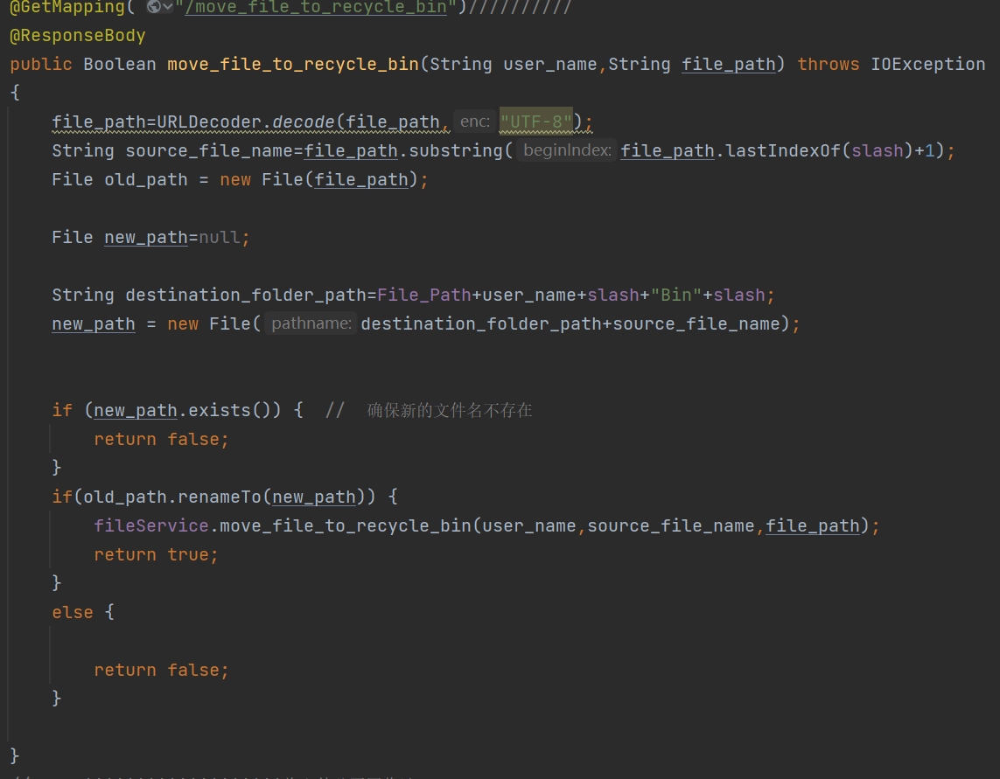 @GetMapping("/move_file_to_recycle_bin")//////////
@ResponseBody
public Boolean move_file_to_recycle_bin(String user_name,String file_path) throws IOException
{
file_path=URLDecoder.decode(file_path, enc: "UTF-8");
String source_file_name=file_path.substring( beginIndex: file_path.lastIndexOf(slash)+1);
File old_path = new File(file_path);
File new_path=null;
String destination_folder_path=File_Path+user_name+slash+"Bin"+slash;
new_path = new File( pathname: destination_folder_path+source_file_name);
if (new_path.exists()) {  //  确保新的文件名不存在
return false;
}
if(old_path.renameTo(new_path)) {
fileService.move_file_to_recycle_bin(user_name,source_file_name,file_path);
return true;
}
else {
return false;
}
}